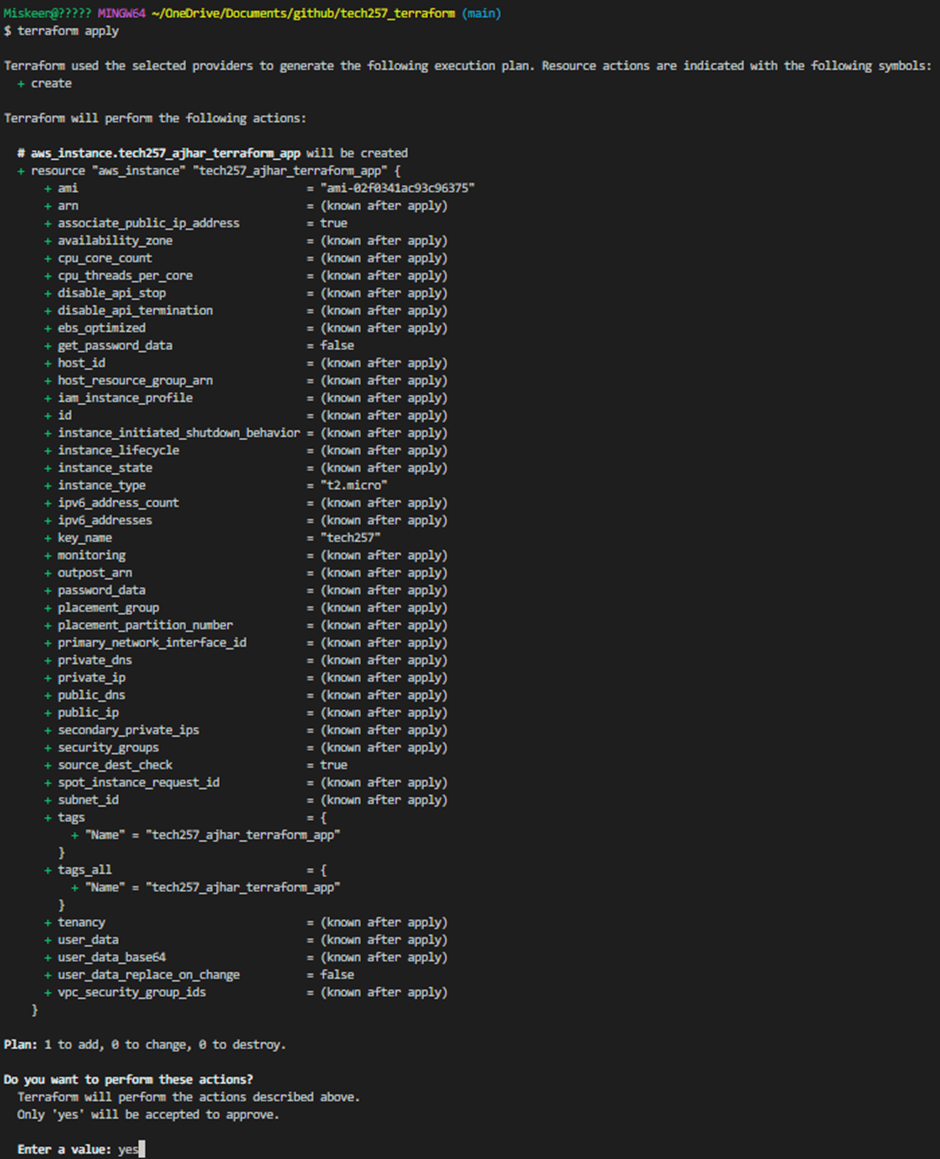 Miskeen@????? MINGW64 ~/OneDrive/Documents/github/tech257_terraform (main)
$ terraform apply
Terraform used the selected providers to generate the following execution plan. Resource actions are indicated with the following symbols:
+ create
Terraform will perform the following actions:
# aws_instance.tech257_ajhar_terraform_app will be created
+ resource "aws_instance" "tech257_ajhar_terraform_app" {
+ ami = "ami-02f0341ac93c96375"
+ arn = (known after apply)
+ associate_public_ip_address = true
+ availability_zone = (known after apply)
+ cpu_core_count = (known after apply)
+ cpu_threads_per_core = (known after apply)
+ disable_api_stop = (known after apply)
+ disable_api_termination = (known after apply)
+ ebs_optimized = (known after apply)
+ get_password_data = false
+ host_id = (known after apply)
+ host_resource_group_arn = (known after apply)
+ iam_instance_profile = (known after apply)
+ id = (known after apply)
+ instance_initiated_shutdown_behavior = (known after apply)
+ instance_lifecycle = (known after apply)
+ instance_state = (known after apply)
+ instance_type = "t2.micro"
+ ipv6_address_count = (known after apply)
+ ipv6_addresses = (known after apply)
+ key_name = "tech257"
+ monitoring = (known after apply)
+ outpost_arn = (known after apply)
+ password_data = (known after apply)
+ placement_group = (known after apply)
+ placement_partition_number = (known after apply)
+ primary_network_interface_id = (known after apply)
+ private_dns = (known after apply)
+ private_ip = (known after apply)
+ public_dns = (known after apply)
+ public_ip = (known after apply)
+ secondary_private_ips = (known after apply)
+ security_groups = (known after apply)
+ source_dest_check = true
+ spot_instance_request_id = (known after apply)
+ subnet_id = (known after apply)
+ tags = {
+ "Name" = "tech257_ajhar_terraform_app"
}
+ tags_all = {
+ "Name" = "tech257_ajhar_terraform_app"
}
+ tenancy = (known after apply)
+ user_data = (known after apply)
+ user_data_base64 = (known after apply)
+ user_data_replace_on_change = false
+ vpc_security_group_ids = (known after apply)
}
Plan: 1 to add, 0 to change, 0 to destroy.
Do you want to perform these actions?
Terraform will perform the actions described above.
Only 'yes' will be accepted to approve.
Enter a value: yes